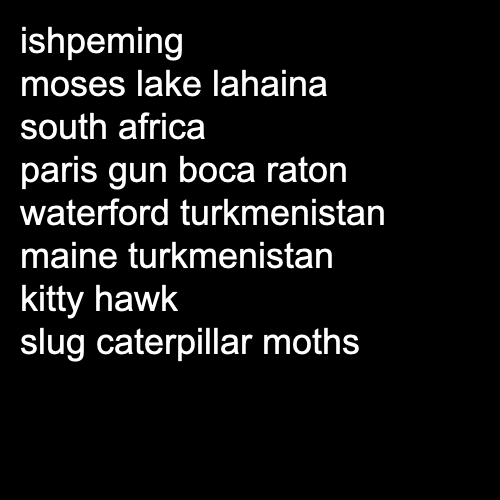 ishpeming
moses lake lahaina
south africa
paris gun boca raton
waterford turkmenistan
maine turkmenistan
kitty hawk
slug caterpillar moths